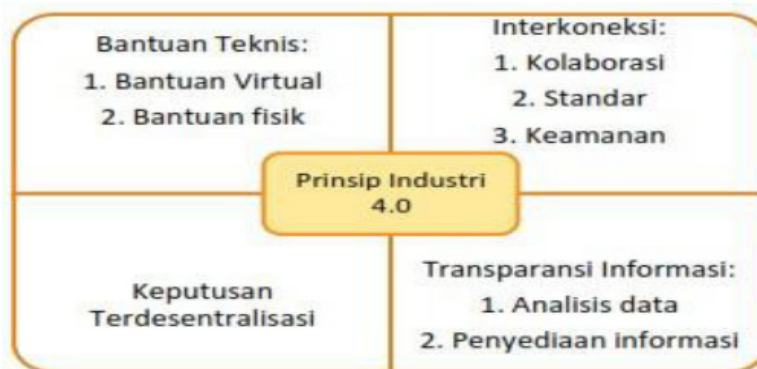 Bantuan Teknis:
1. Bantuan Virtual
2. Bantuan fisik
Interkoneksi:
1. Kolaborasi
2. Standar
3. Keamanan
Prinsip Industri
4.0
Keputusan
Terdesentralisasi
Transparansi Informasi:
1. Analisis data
2. Penyediaan informasi